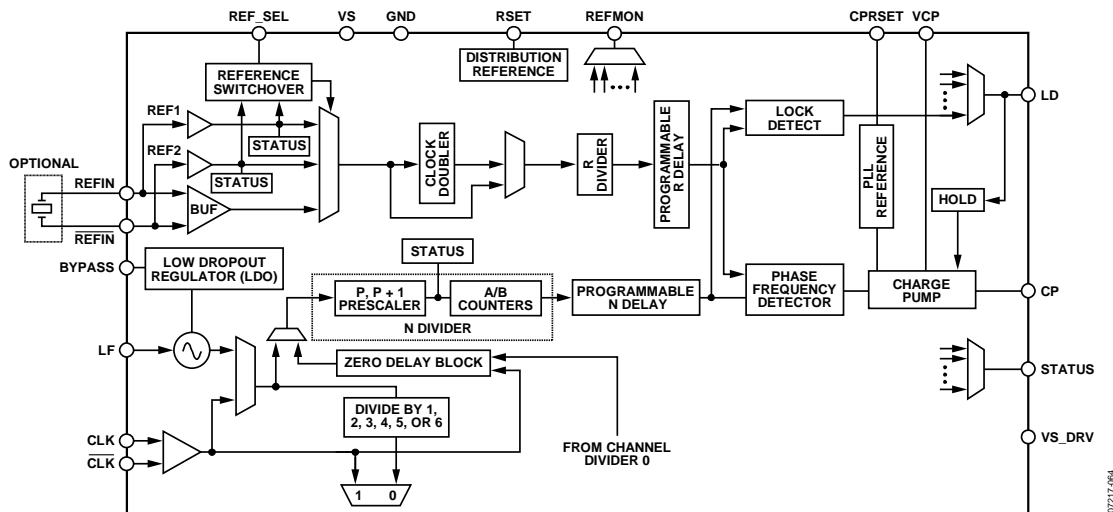 REF_SEL VS GND RSET REFMON CPRSET VCP
DISTRIBUTION
REFERENCE
REFERENCE
SWITCHOVER
REF1
STATUS
REF2
STATUS
BUF
OPTIONAL
REFIN
REFIN
CLOCK
DOUBLER
R
DIVIDER
PROGRAMMABLE
R DELAY
LOCK
DETECT
LD
PLL
REFERENCE
HOLD
BYPASS
LOW DROPOUT
REGULATOR (LDO)
STATUS
P, P + 1
PRESCALER
A/B
COUNTERS
N DIVIDER
PROGRAMMABLE
N DELAY
PHASE
FREQUENCY
DETECTOR
CHARGE
PUMP
CP
LF
ZERO DELAY BLOCK
STATUS
DIVIDE BY 1,
2, 3, 4, 5, OR 6
FROM CHANNEL
DIVIDER 0
CLK
CLK
VS_DRV
1 0
07217-064